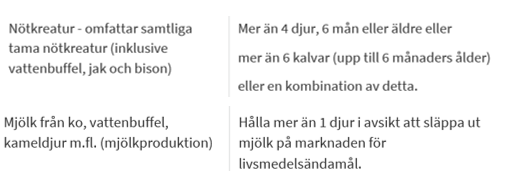 Nötkreatur - omfattar samtliga
tama nötkreatur (inklusive
vattenbuffel, jak och bison)
Mer än 4 djur, 6 mån eller äldre eller
mer än 6 kalvar (upp till 6 månaders ålder)
eller en kombination av detta.
Mjölk från ko, vattenbuffel,
kameldjur m.fl. (mjölkproduktion)
Hålla mer än 1 djur i avsikt att släppa ut
mjölk på marknaden för
livsmedelsändamål.